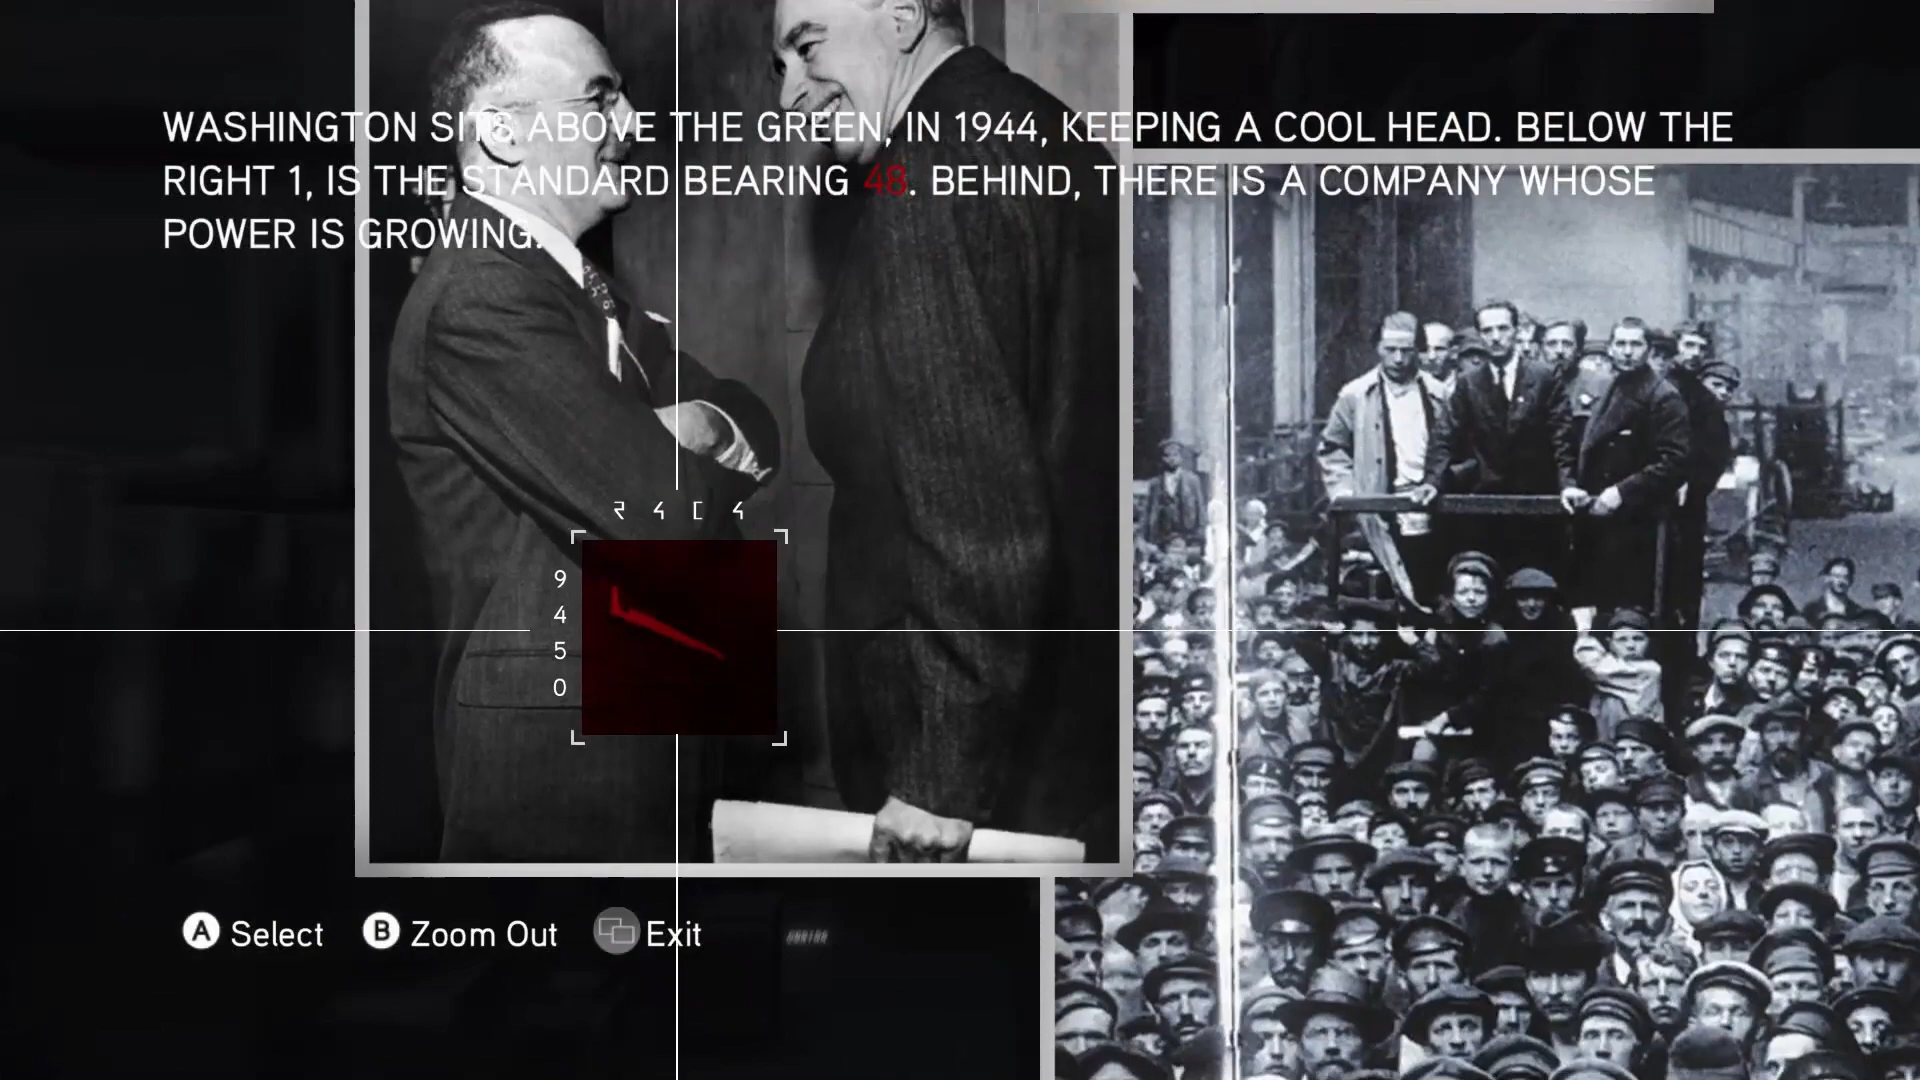 WASHINGTON SITS ABOVE THE GREEN, IN 1944, KEEPING A COOL HEAD. BELOW THE
RIGHT 1, IS THE STANDARD BEARING 48. BEHIND, THERE IS A COMPANY WHOSE
POWER IS GROWING.
9
4
5
0
A Select B Zoom Out Exit